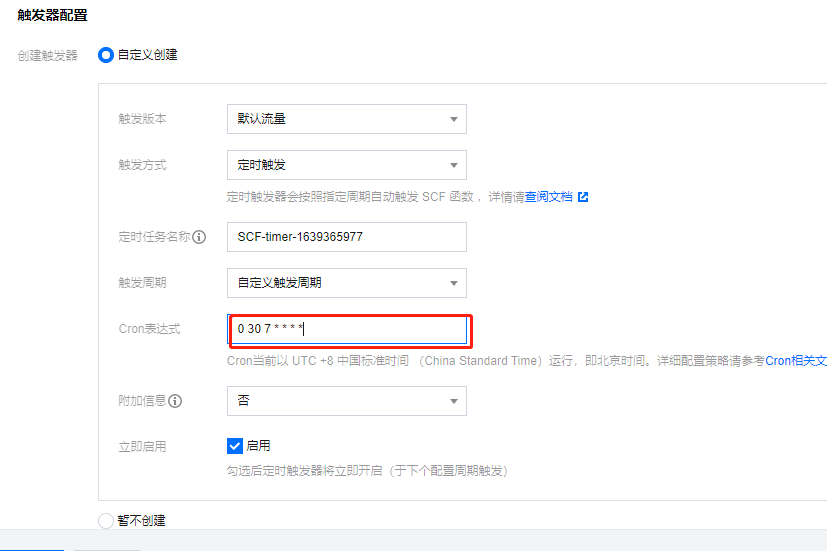 触发器配置
创建触发器 自定义创建
触发版本 默认流量
触发方式 定时触发
定时触发器会按照指定周期自动触发 SCF 函数 ，详情请查阅文档
定时任务名称 SCF-timer-1639365977
触发周期 自定义触发周期
Cron表达式 0 30 7 * * * *
Cron当前以 UTC +8 中国标准时间 （China Standard Time）运行，即北京时间。详细配置策略请参考Cron相关文
附加信息 否
立即启用 启用
勾选后定时触发器将立即开启（于下个配置周期触发）
暂不创建